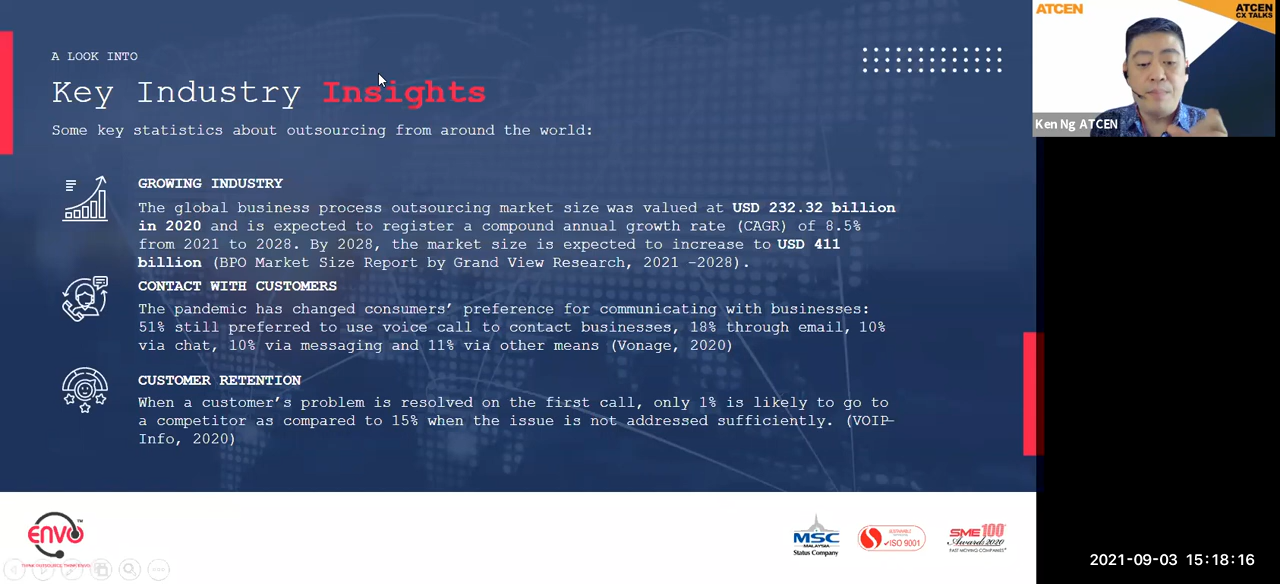 A LOOK INTO
Key Industry Insights
Some key statistics about outsourcing from around the world:
GROWING INDUSTRY
The global business process outsourcing market size was valued at USD 232.32 billion
in 2020 and is expected to register a compound annual growth rate (CAGR) of 8.5%
from 2021 to 2028. By 2028, the market size is expected to increase to USD 411
billion (BPO Market Size Report by Grand View Research, 2021 –2028).
CONTACT WITH CUSTOMERS
The pandemic has changed consumers’ preference for communicating with businesses:
51% still preferred to use voice call to contact businesses, 18% through email, 10%
via chat, 10% via messaging and 11% via other means (Vonage, 2020)
CUSTOMER RETENTION
When a customer’s problem is resolved on the first call, only 1% is likely to go to
a competitor as compared to 15% when the issue is not addressed sufficiently. (VOIP-
Info, 2020)
ENVO™
THINK OUTSOURCE, THINK ENVO
MSC
MALAYSIA
Status Company
ISO 9001
SME 100
Awards 2020
FAST MOVING COMPANIES
ATCEN
ATCEN
CX TALKS
Ken Ng ATCEN
2021-09-03 15:18:16